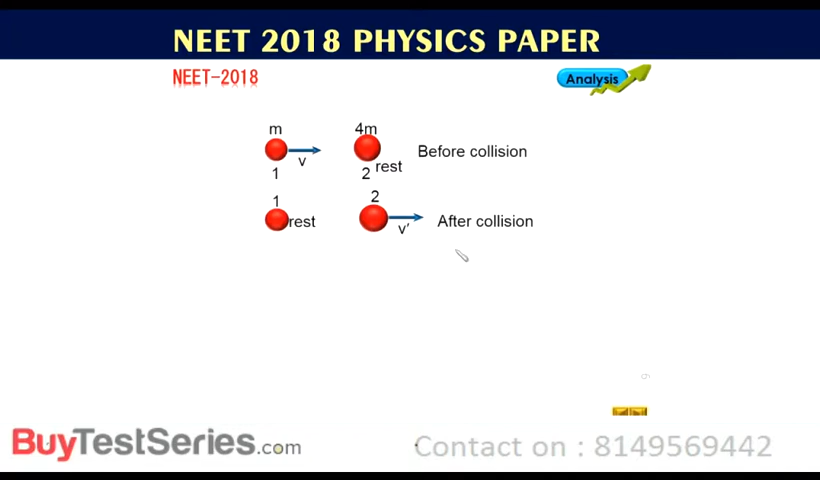 NEET 2018 PHYSICS PAPER
NEET-2018
Analysis
m
4m
v
rest
Before collision
1
2
1
2
rest
v'
After collision
BuyTestSeries.com
Contact on : 8149569442